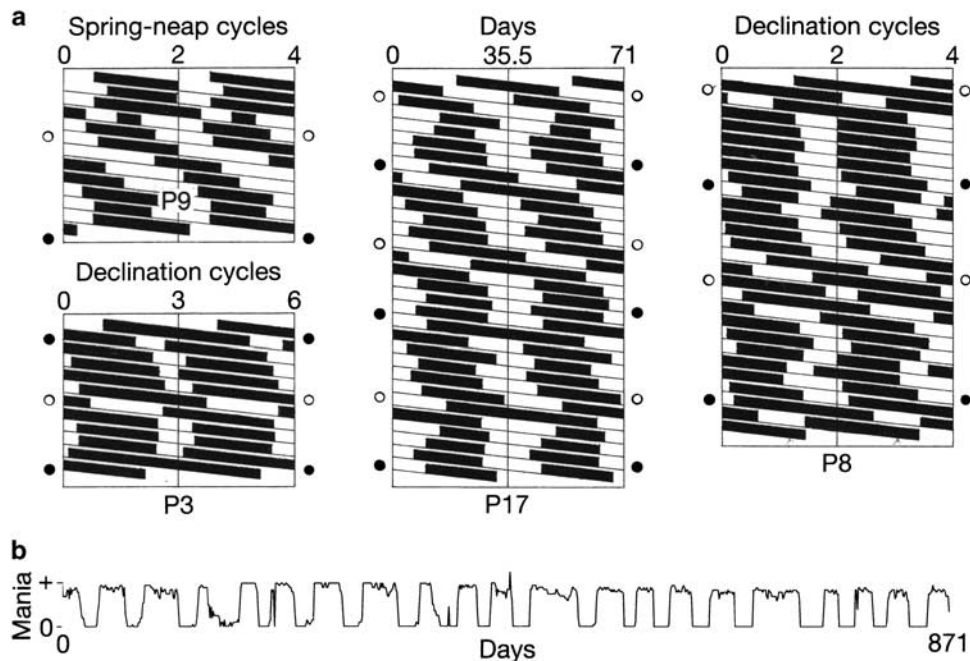 a
Spring-neap cycles
0 2 4
P9
Declination cycles
0 3 6
P3
Days
0 35.5 71
P17
Declination cycles
0 2 4
P8
b
Mania
+
0
0 Days 871